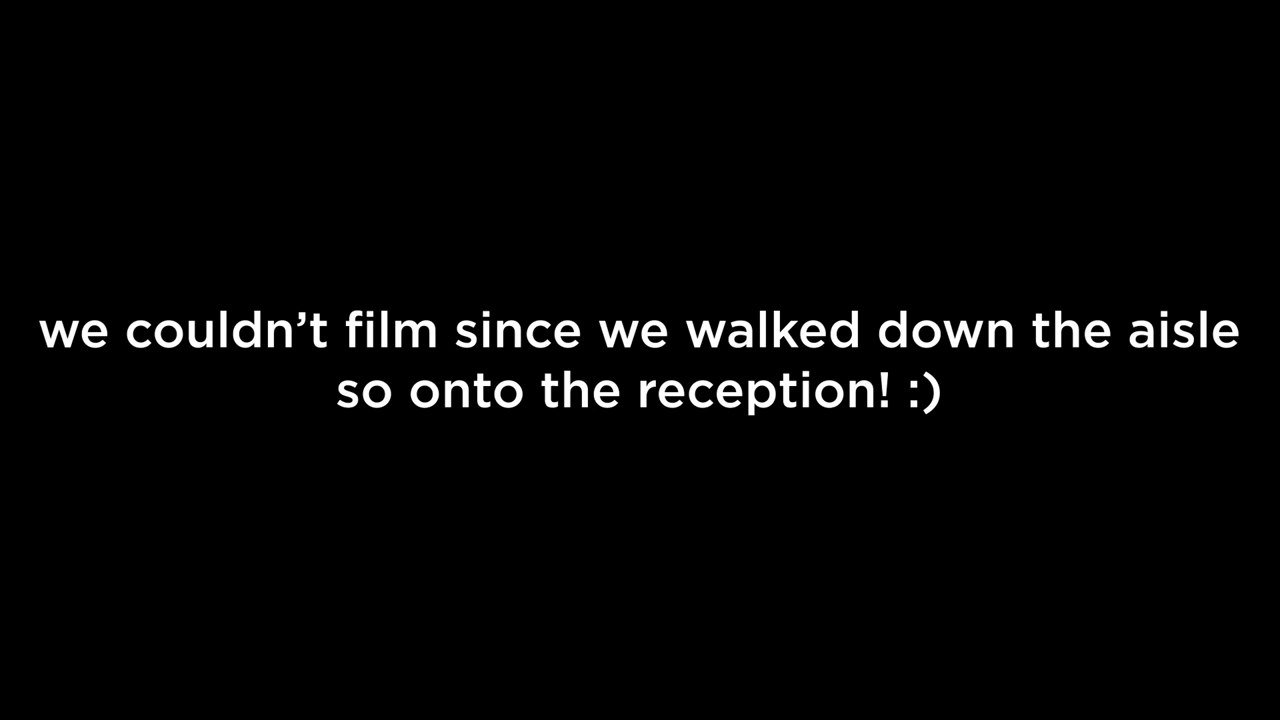 we couldn’t film since we walked down the aisle
so onto the reception! :)